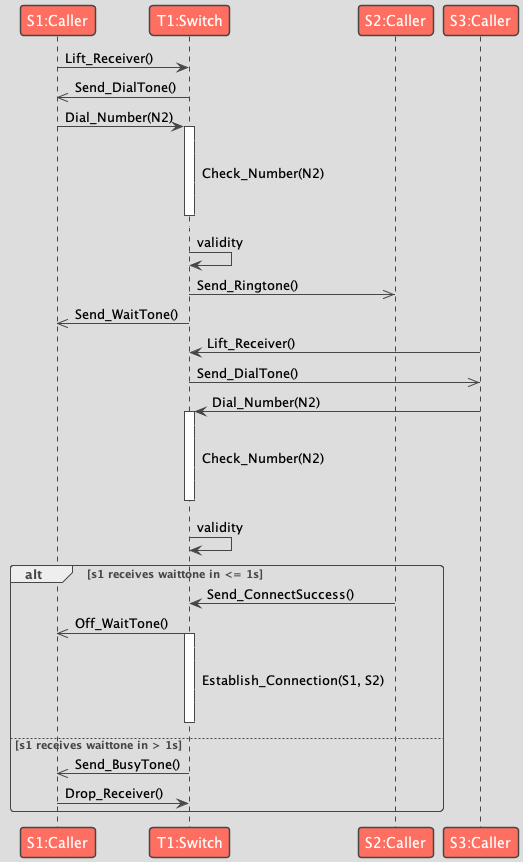 S1:Caller T1:Switch S2:Caller S3:Caller
Lift_Receiver()
Send_DialTone()
Dial_Number(N2)
Check_Number(N2)
validity
Send_Ringtone()
Send_WaitTone()
Lift_Receiver()
Send_DialTone()
Dial_Number(N2)
Check_Number(N2)
validity
alt [s1 receives waittone in <= 1s]
Send_ConnectSuccess()
Off_WaitTone()
Establish_Connection(S1, S2)
[s1 receives waittone in > 1s]
Send_BusyTone()
Drop_Receiver()
S1:Caller T1:Switch S2:Caller S3:Caller